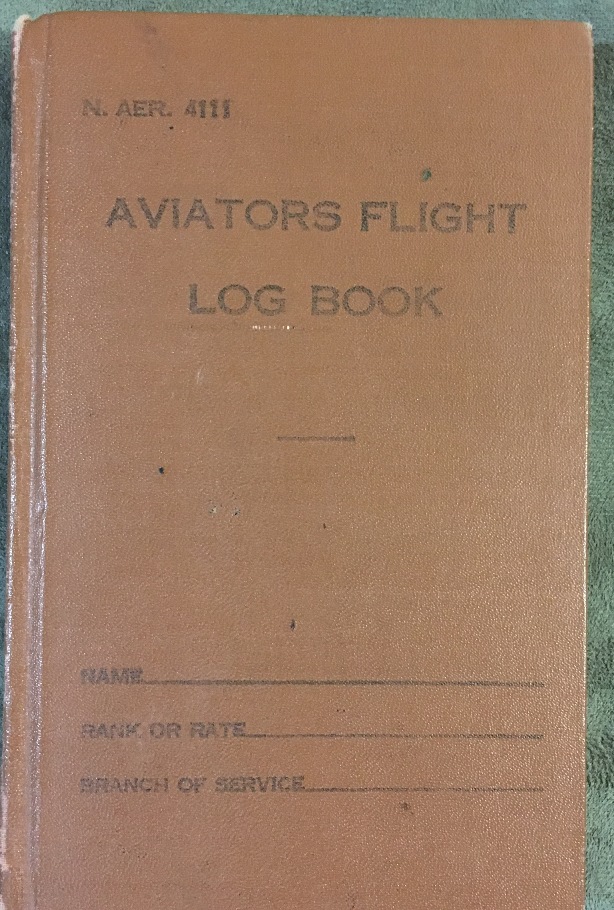 N. AER. 4111
AVIATORS FLIGHT
LOG BOOK
NAME
RANK OR RATE
BRANCH OF SERVICE